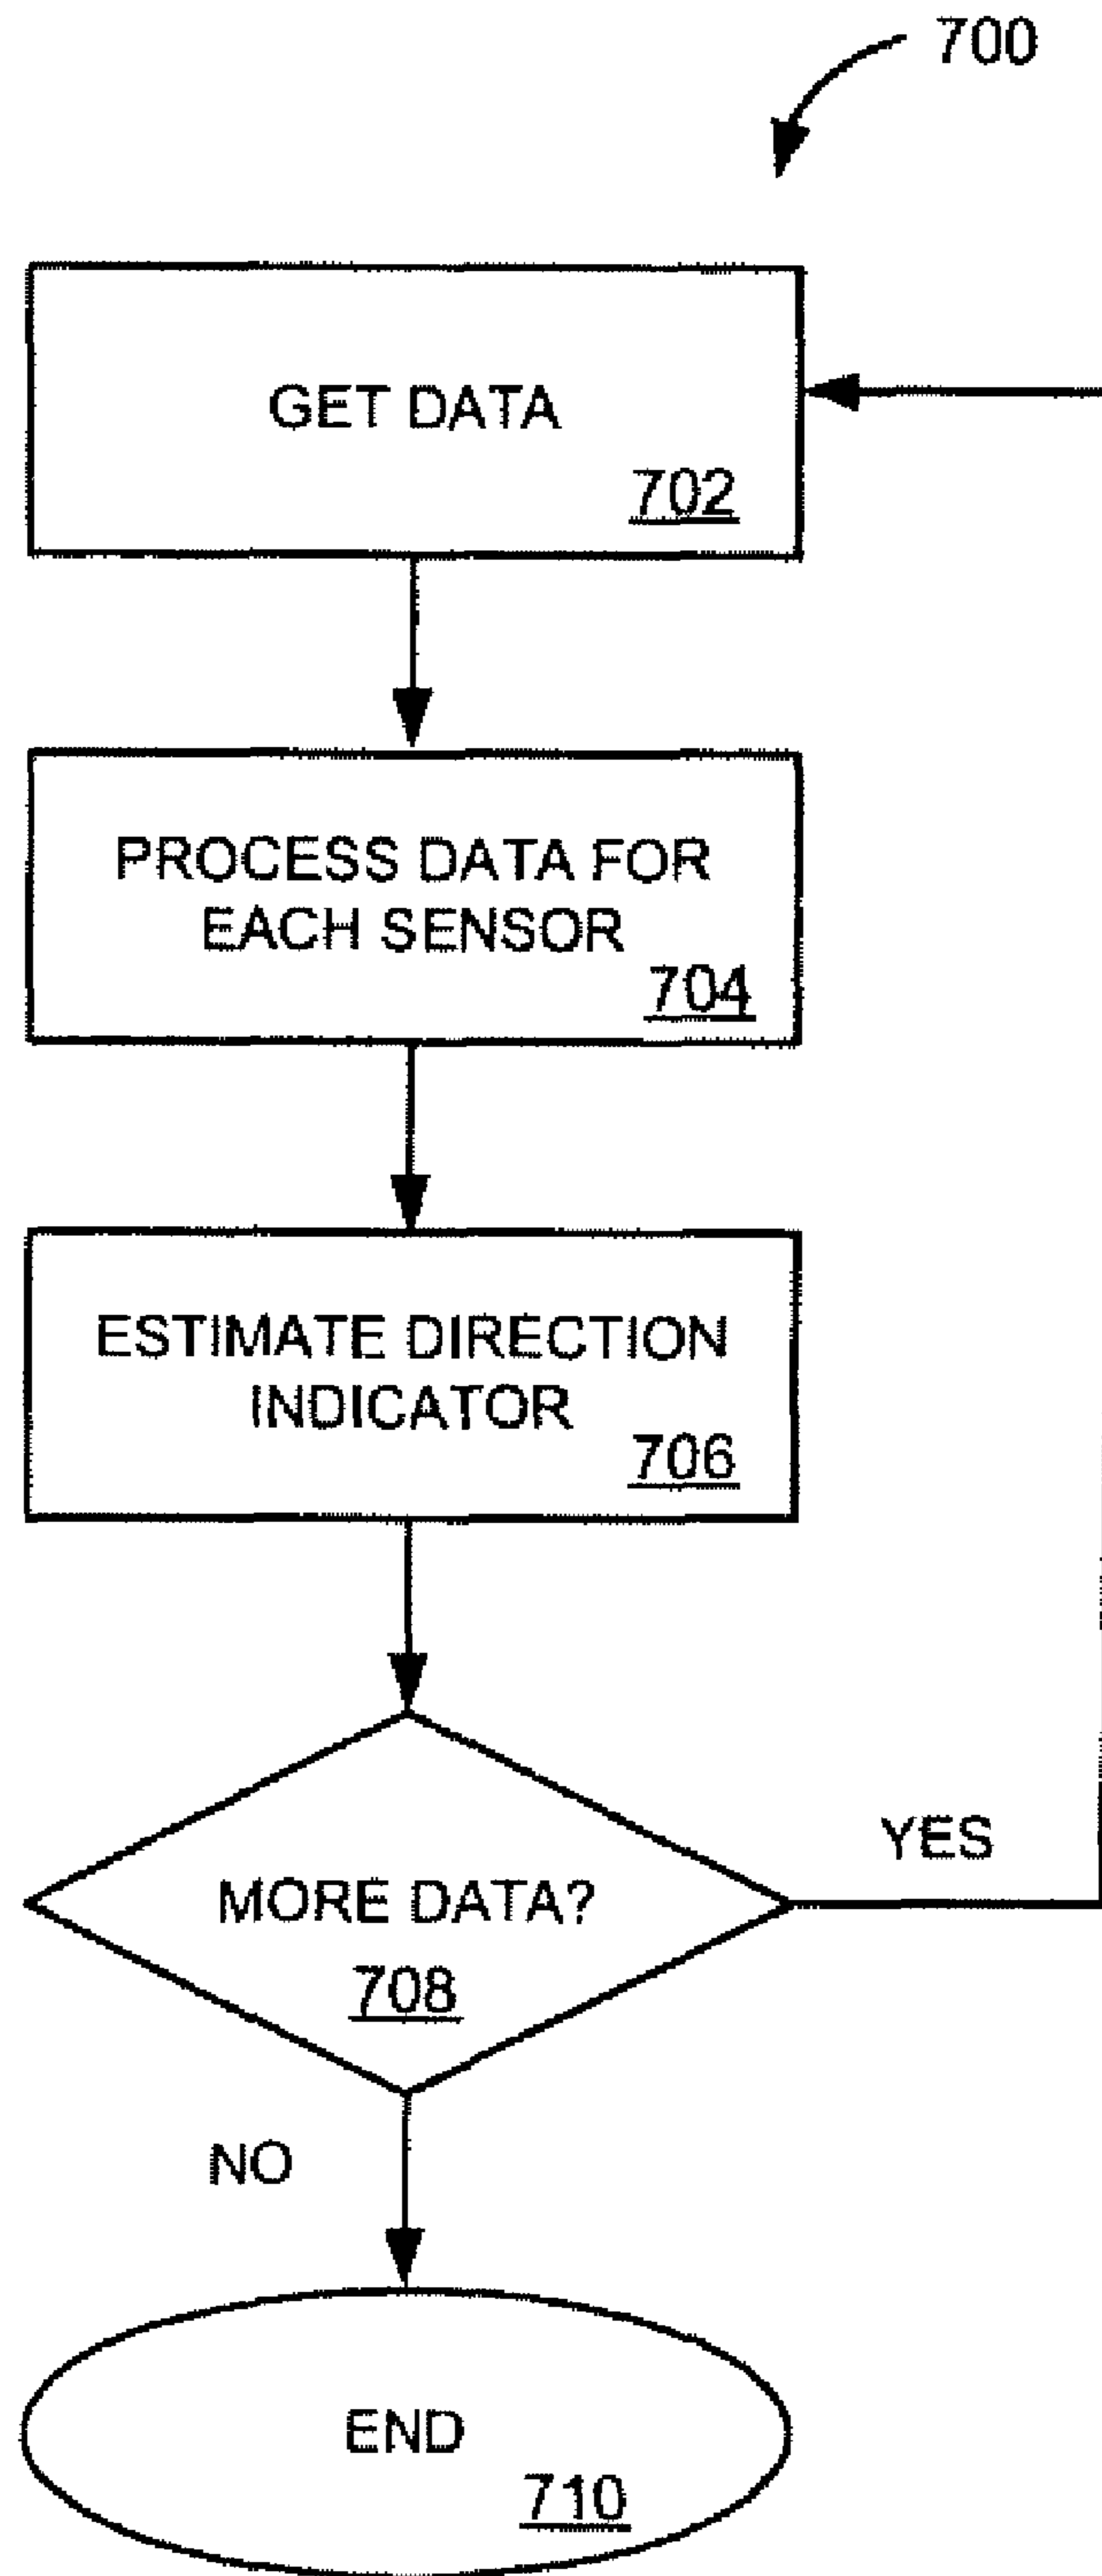 700
GET DATA
702
PROCESS DATA FOR
EACH SENSOR
704
ESTIMATE DIRECTION
INDICATOR
706
MORE DATA?
708
YES
NO
END
710